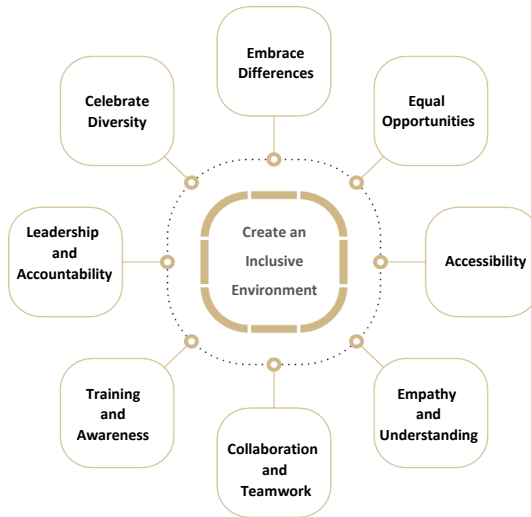 Embrace
Differences
Celebrate
Diversity
Equal
Opportunities
Leadership
and
Accountability
Create an
Inclusive
Environment
Accessibility
Training
and
Awareness
Empathy
and
Understanding
Collaboration
and
Teamwork